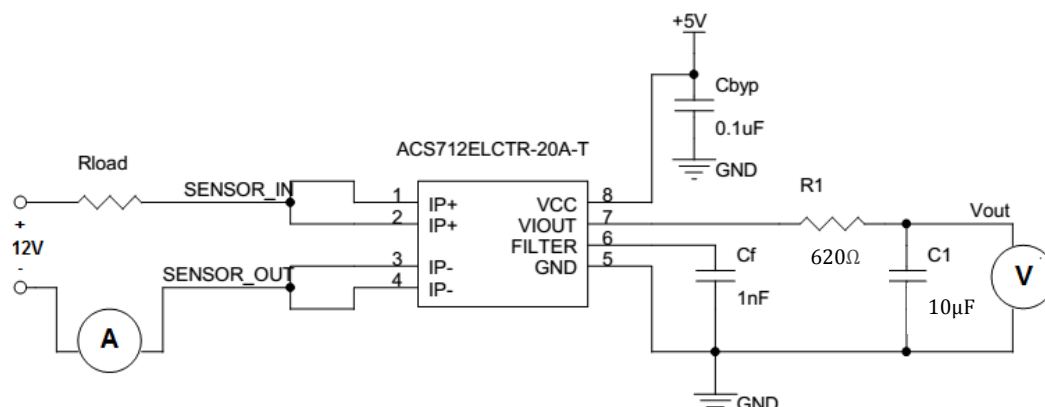 +5V
Cbyp
0.1uF
GND
ACS712ELCTR-20A-T
Rload
SENSOR_IN
+
12V
-
SENSOR_OUT
A
1
2
3
4
IP+
IP+
IP-
IP-
VCC
VIOUT
FILTER
GND
8
7
6
5
Cf
1nF
R1
620Ω
C1
10μF
Vout
V
GND